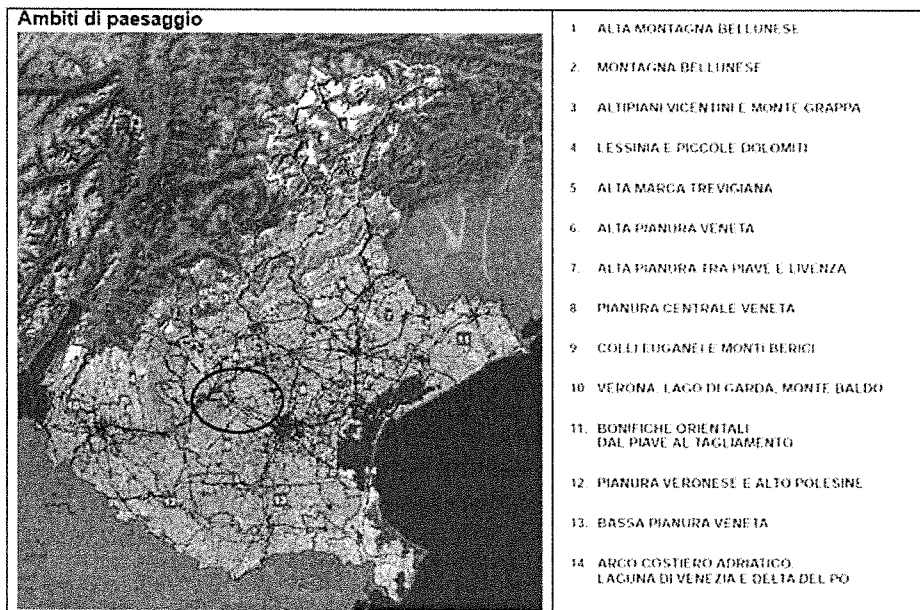 Ambiti di paesaggio
1 ALTA MONTAGNA BELLUNESE
2. MONTAGNA BELLUNESE
3 ALTIPIANI VICENTINI E MONTE GRAPPA
4 LESSINIA E PICCOLE DOLOMITI
5 ALTA MARCA TREVIGIANA
6. ALTA PIANURA VENETA
7. ALTA PIANURA TRA PIAVE E LIVENZA
8 PIANURA CENTRALE VENETA
9 COLLI EUGANEI E MONTI BERICI
10 VERONA, LAGO DI GARDA, MONTE BALDO
11. BONIFICHE ORIENTALI
DAL PIAVE AL TAGLIAMENTO
12. PIANURA VERONESE E ALTO POLESINE
13. BASSA PIANURA VENETA
14 ARCO COSTIERO ADRIATICO
LAGUNA DI VENEZIA E DELTA DEL PO